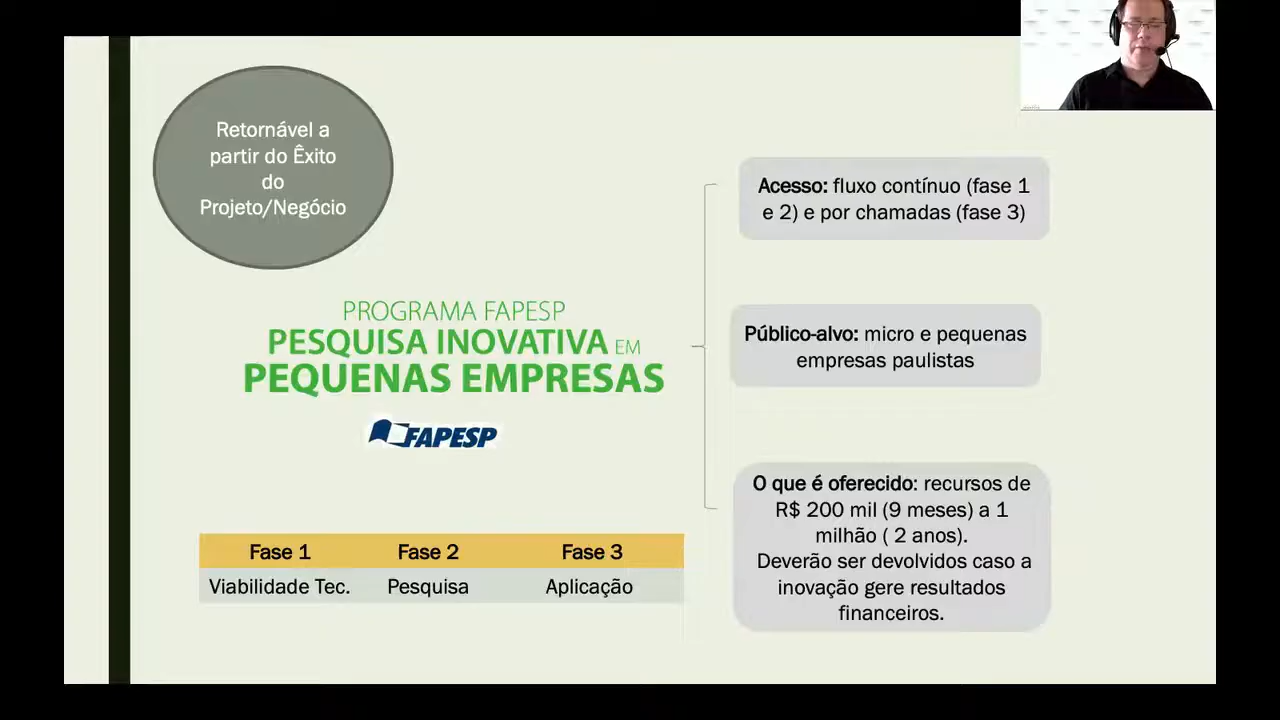 Retornável a
partir do Êxito
do
Projeto/Negócio
PROGRAMA FAPESP
PESQUISA INOVATIVA EM
PEQUENAS EMPRESAS
FAPESP
Fase 1 Fase 2 Fase 3
Viabilidade Tec. Pesquisa Aplicação
Acesso: fluxo contínuo (fase 1
e 2) e por chamadas (fase 3)
Público-alvo: micro e pequenas
empresas paulistas
O que é oferecido: recursos de
R$ 200 mil (9 meses) a 1
milhão ( 2 anos).
Deverão ser devolvidos caso a
inovação gere resultados
financeiros.